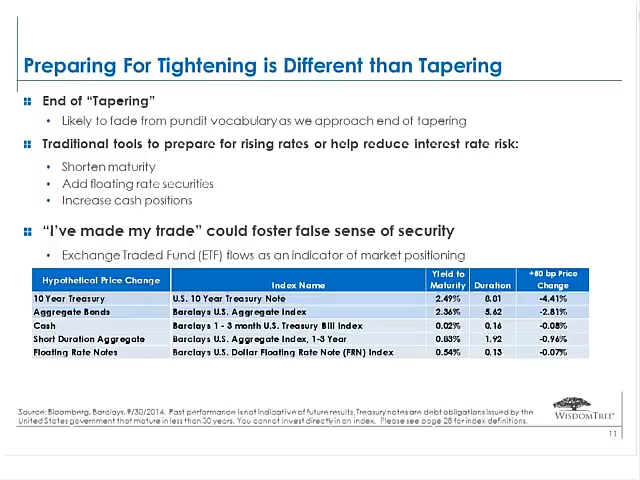 Preparing For Tightening is Different than Tapering
End of “Tapering”
• Likely to fade from pundit vocabulary as we approach end of tapering
Traditional tools to prepare for rising rates or help reduce interest rate risk:
• Shorten maturity
• Add floating rate securities
• Increase cash positions
“I’ve made my trade” could foster false sense of security
• Exchange Traded Fund (ETF) flows as an indicator of market positioning
Hypothetical Price Change Index Name Yield to Maturity Duration +80 bp Price Change
10 Year Treasury U.S. 10 Year Treasury Note 2.49% 8.01 -4.41%
Aggregate Bonds Barclays U.S. Aggregate Index 2.36% 5.62 -2.81%
Cash Barclays 1 - 3 month U.S. Treasury Bill Index 0.02% 0.16 -0.08%
Short Duration Aggregate Barclays U.S. Aggregate Index, 1-3 Year 0.83% 1.92 -0.96%
Floating Rate Notes Barclays U.S. Dollar Floating Rate Note (FRN) Index 0.54% 0.13 -0.07%
Source: Bloomberg, Barclays, 9/30/2014. Past performance is not indicative of future results. Treasury notes are debt obligations issued by the
United States government that mature in less than 30 years. You cannot invest directly in an index. Please see page 28 for index definitions.
WISDOMTREE®
11